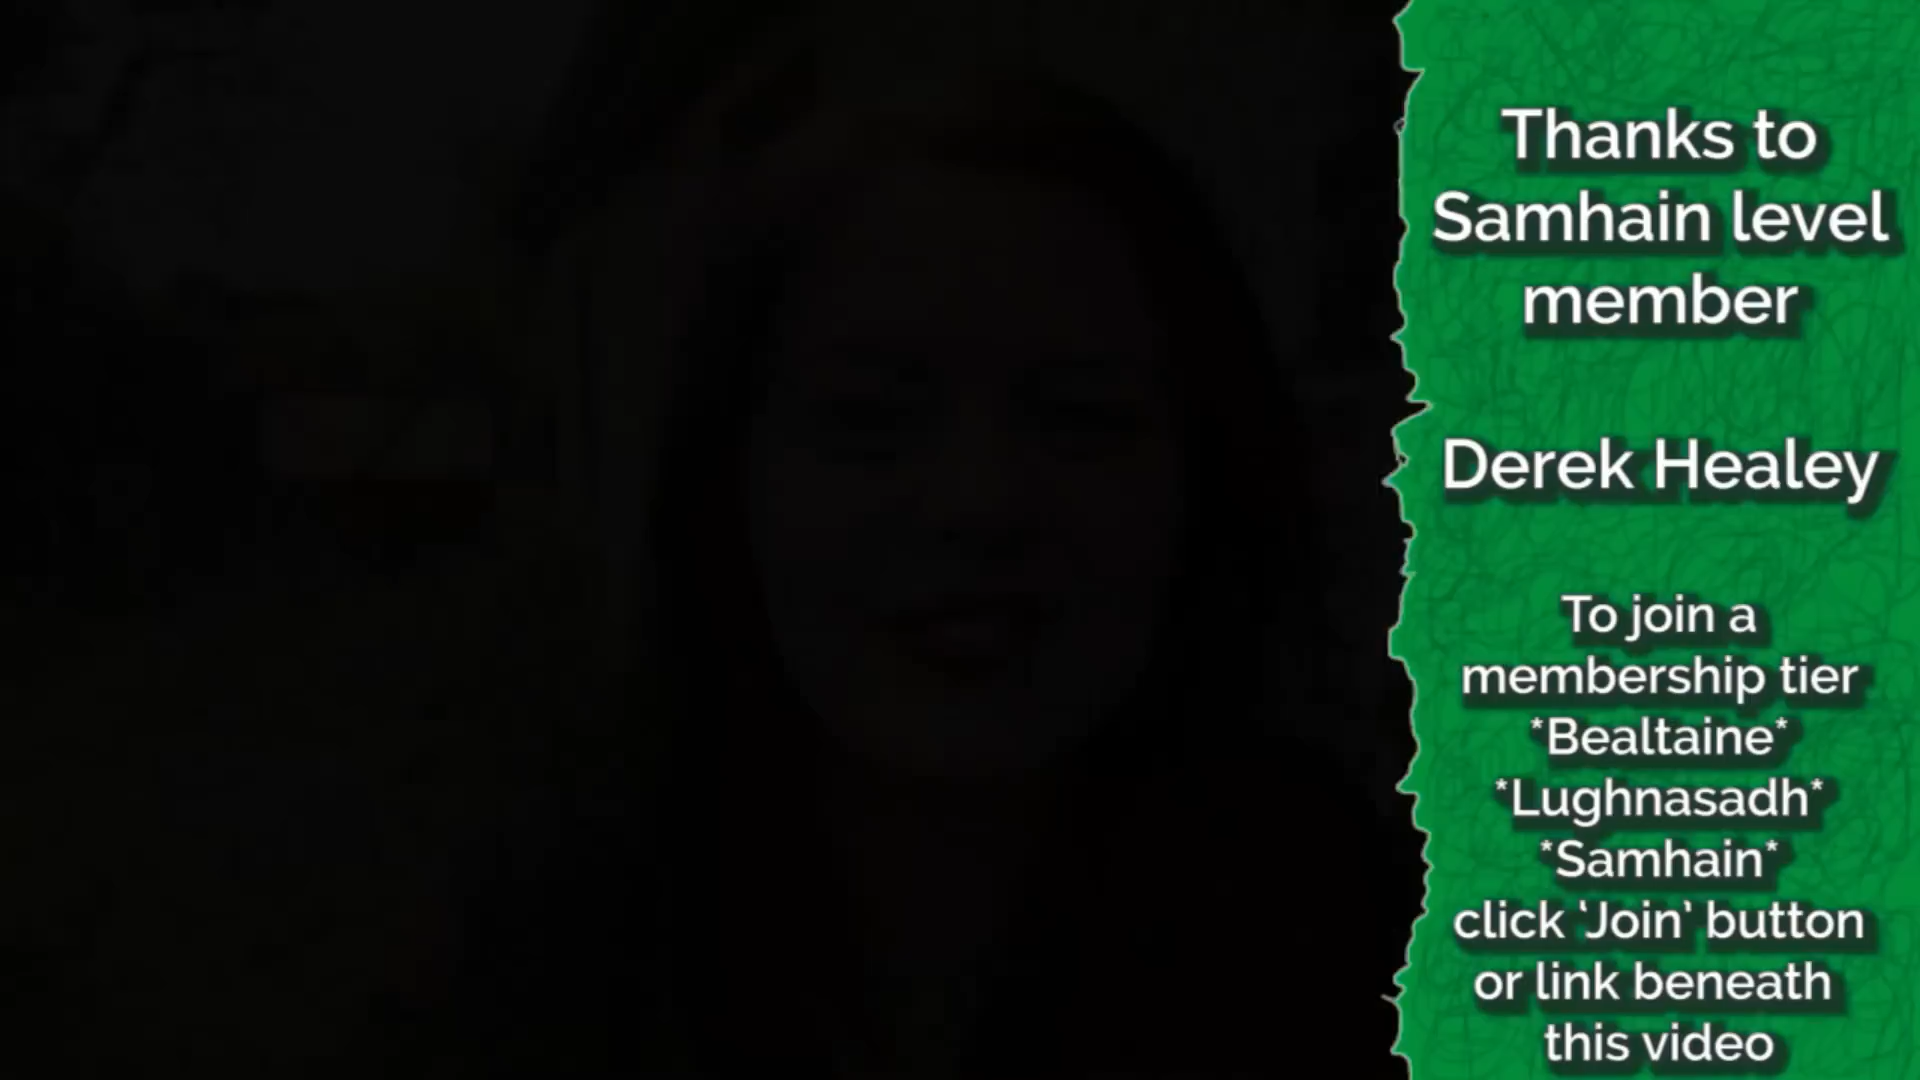 Thanks to
Samhain level
member
Derek Healey
To join a
membership tier
*Bealtaine*
*Lughnasadh*
*Samhain*
click ‘Join’ button
or link beneath
this video